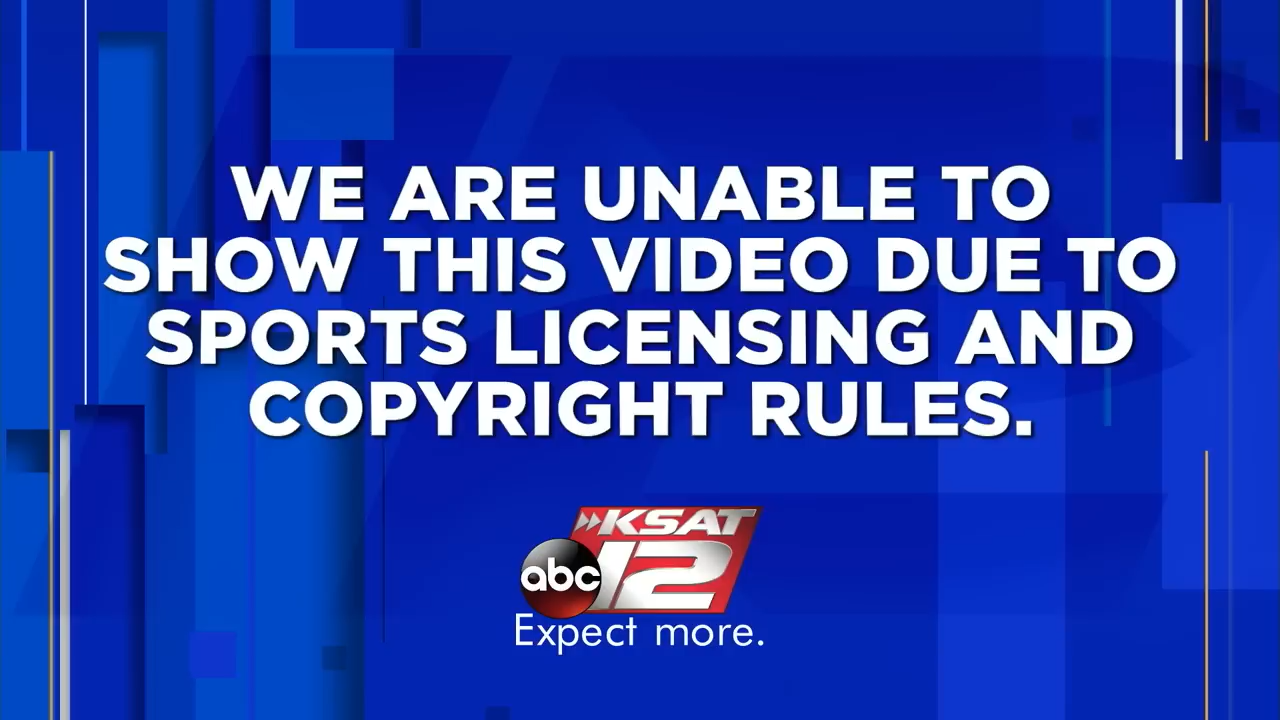 WE ARE UNABLE TO
SHOW THIS VIDEO DUE TO
SPORTS LICENSING AND
COPYRIGHT RULES.
KSAT
abc 12
Expect more.